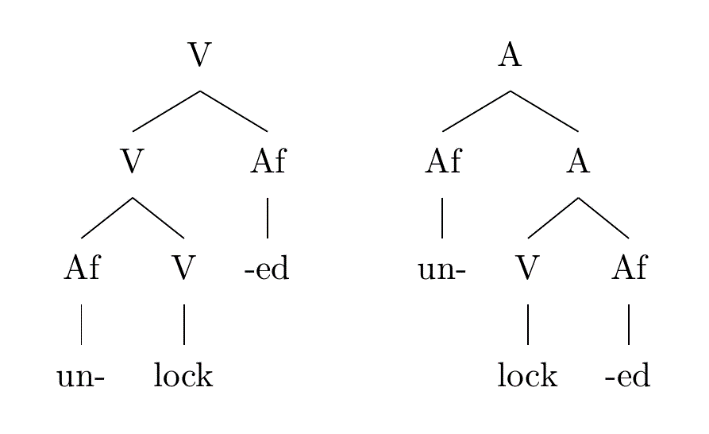 V A
V Af Af A
Af V -ed un- V Af
un- lock lock -ed